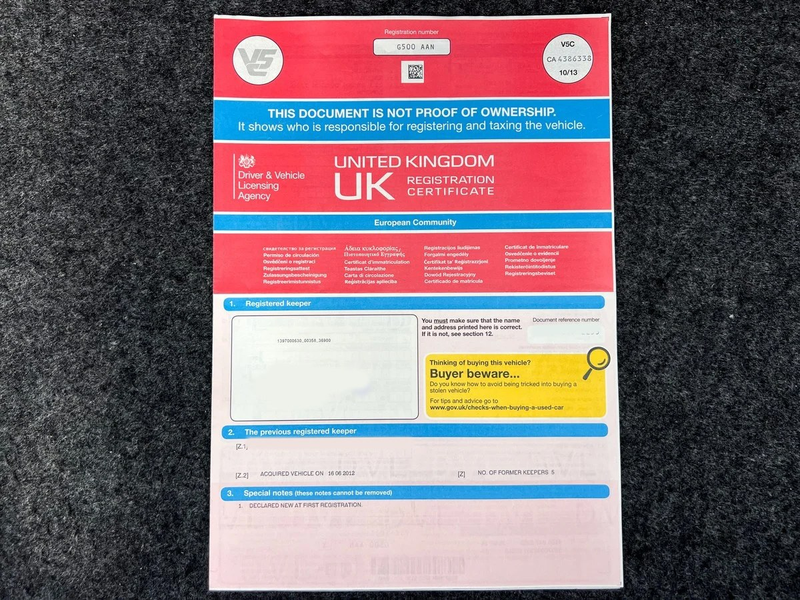 Registration number
G500 AAN
V5C
V5C
CA 4386338
10/13
THIS DOCUMENT IS NOT PROOF OF OWNERSHIP.
It shows who is responsible for registering and taxing the vehicle.
Driver & Vehicle
Licensing
Agency
UNITED KINGDOM
UK REGISTRATION
CERTIFICATE
European Community
Permiso de circulación
Osvědčení o registraci
Registreringsattest
Zulassungsbescheinigung
Registreerimistunnistus
Άδεια κυκλοφορίας,
Πιστοποιητικό Εγγραφής
Certificat d'immatriculation
Teastas Cláraithe
Carta di circolazione
Reģistrācijas apliecība
Registracijos liudijimas
Forgalmi engedély
Ċertifikat ta' Reġistrazzjoni
Kentekenbewijs
Dowód Rejestracyjny
Certificado de matrícula
Certificat de înmatriculare
Osvedčenie o evidencii
Prometno dovoljenje
Rekisteröintitodistus
Registreringsbeviset
1. Registered keeper
You must make sure that the name
and address printed here is correct.
If it is not, see section 12.
Document reference number
Thinking of buying this vehicle?
Buyer beware...
Do you know how to avoid being tricked into buying a
stolen vehicle?
For tips and advice go to
www.gov.uk/checks-when-buying-a-used-car
2. The previous registered keeper
[Z.1]
[Z.2] ACQUIRED VEHICLE ON 16 06 2012
[Z] NO. OF FORMER KEEPERS 5
3. Special notes (these notes cannot be removed)
1. DECLARED NEW AT FIRST REGISTRATION.